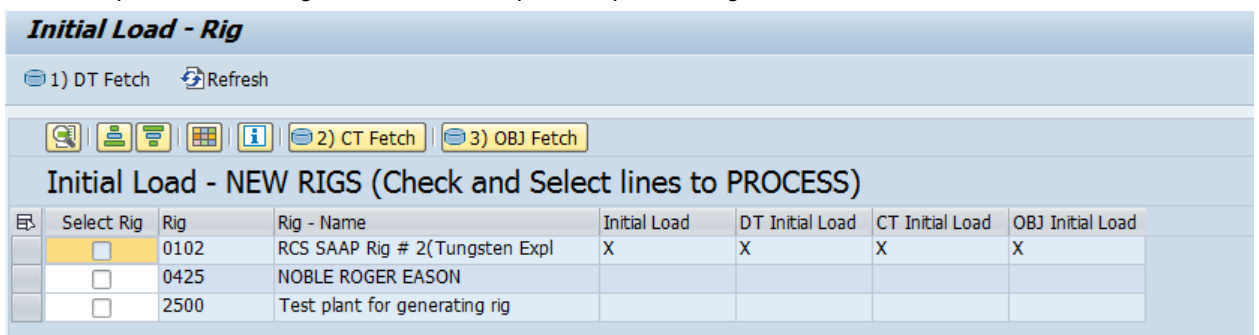 Initial Load - Rig
1) DT Fetch Refresh
2) CT Fetch 3) OBJ Fetch
Initial Load - NEW RIGS (Check and Select lines to PROCESS)
Select Rig Rig Rig - Name Initial Load DT Initial Load CT Initial Load OBJ Initial Load
0102 RCS SAAP Rig # 2(Tungsten Expl X X X X
0425 NOBLE ROGER EASON
2500 Test plant for generating rig